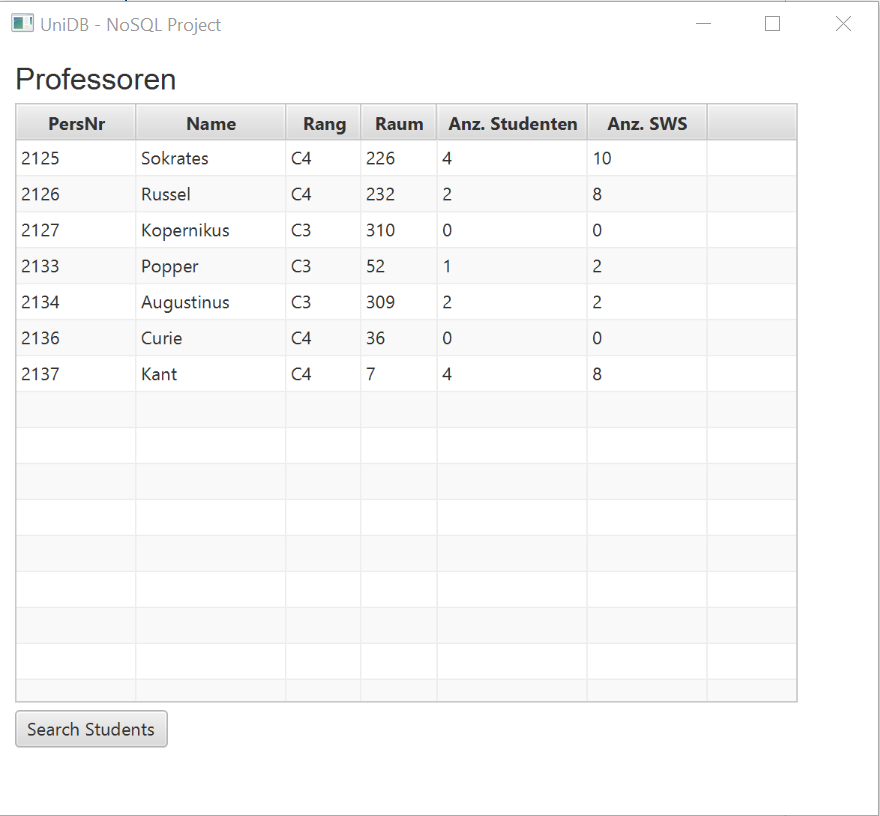 UniDB - NoSQL Project
Professoren
PersNr Name Rang Raum Anz. Studenten Anz. SWS
2125 Sokrates C4 226 4 10
2126 Russel C4 232 2 8
2127 Kopernikus C3 310 0 0
2133 Popper C3 52 1 2
2134 Augustinus C3 309 2 2
2136 Curie C4 36 0 0
2137 Kant C4 7 4 8
Search Students